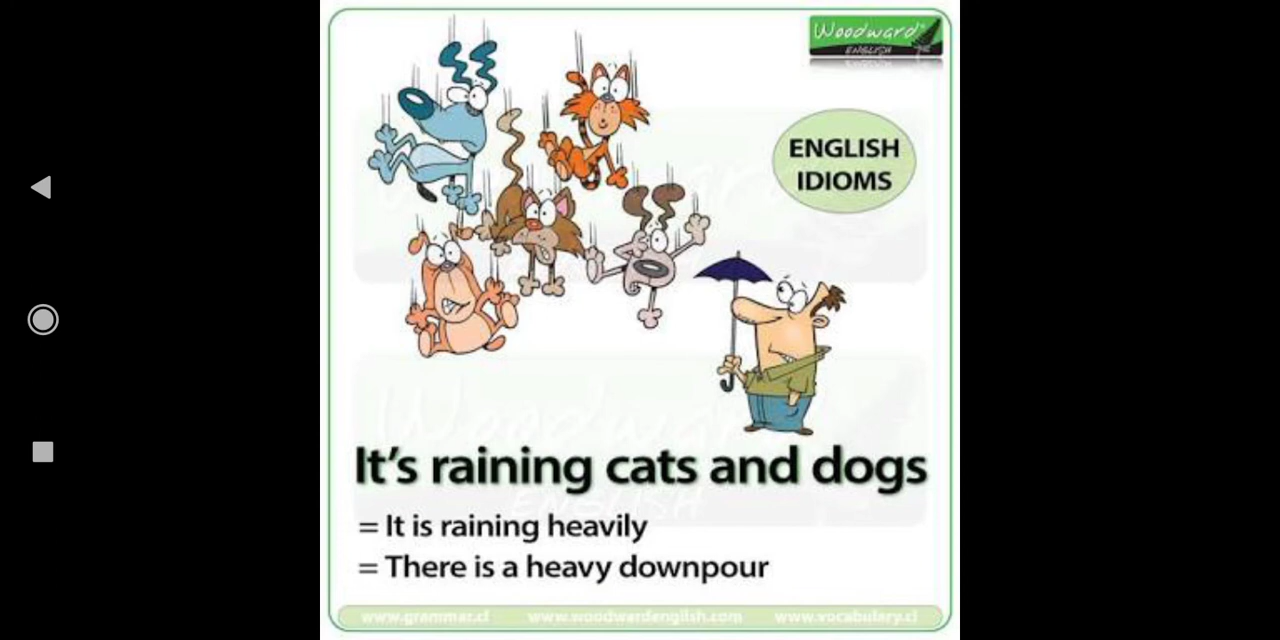 Woodward®
ENGLISH
ENGLISH
IDIOMS
It's raining cats and dogs
= It is raining heavily
= There is a heavy downpour
www.grammar.cl www.woodwardenglish.com www.vocabulary.cl